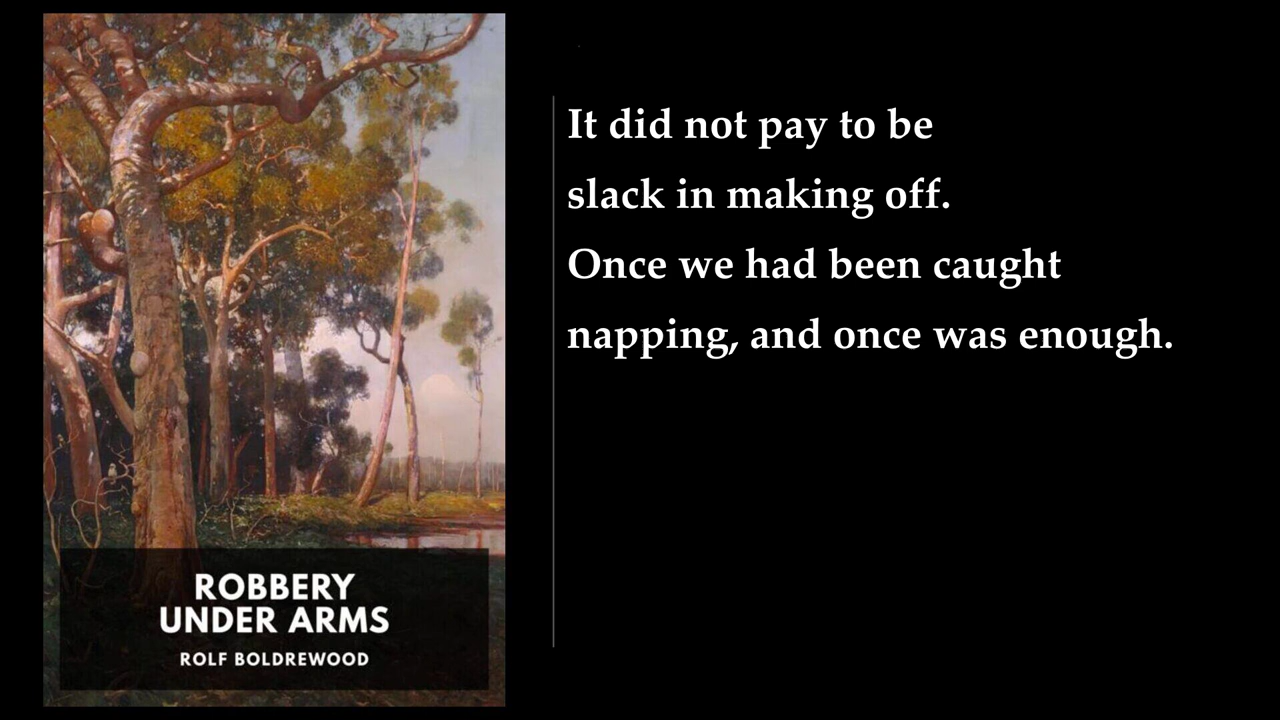 ROBBERY
UNDER ARMS
ROLF BOLDREWOOD
It did not pay to be
slack in making off.
Once we had been caught
napping, and once was enough.